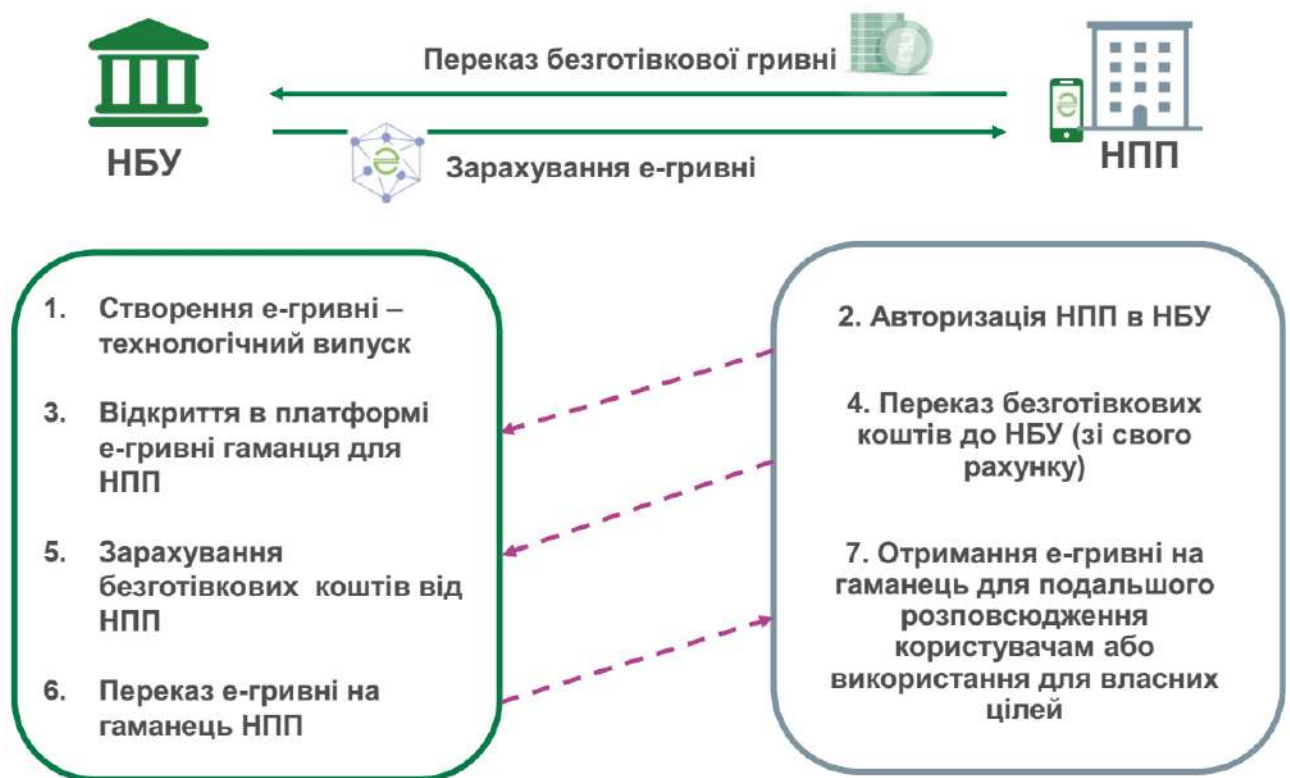 Переказ безготівкової гривні
НБУ
Зарахування е-гривні
НПП
1. Створення е-гривні –
технологічний випуск
3. Відкриття в платформі
е-гривні гаманця для
НПП
5. Зарахування
безготівкових коштів від
НПП
6. Переказ е-гривні на
гаманець НПП
2. Авторизація НПП в НБУ
4. Переказ безготівкових
коштів до НБУ (зі свого
рахунку)
7. Отримання е-гривні на
гаманець для подальшого
розповсюдження
користувачам або
використання для власних
цілей